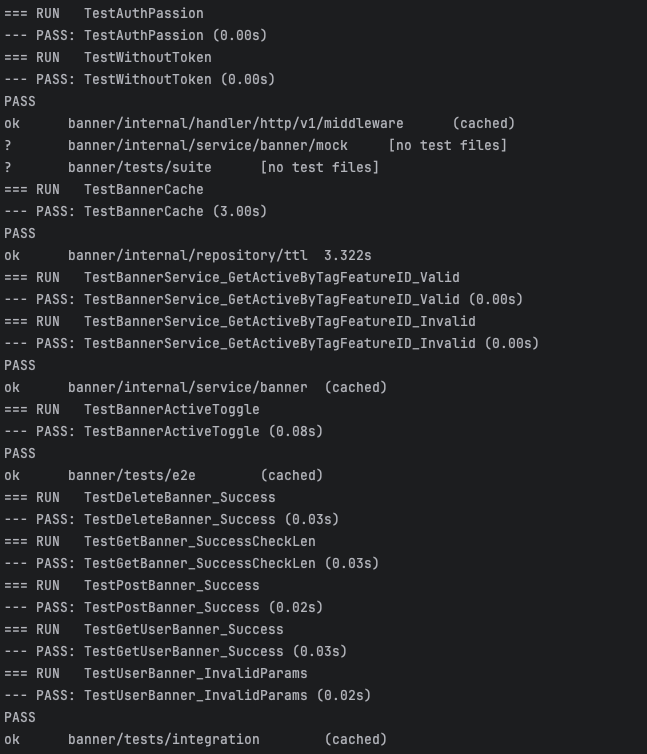 === RUN   TestAuthPassion
--- PASS: TestAuthPassion (0.00s)
=== RUN   TestWithoutToken
--- PASS: TestWithoutToken (0.00s)
PASS
ok      banner/internal/handler/http/v1/middleware      (cached)
?       banner/internal/service/banner/mock     [no test files]
?       banner/tests/suite      [no test files]
=== RUN   TestBannerCache
--- PASS: TestBannerCache (3.00s)
PASS
ok      banner/internal/repository/ttl  3.322s
=== RUN   TestBannerService_GetActiveByTagFeatureID_Valid
--- PASS: TestBannerService_GetActiveByTagFeatureID_Valid (0.00s)
=== RUN   TestBannerService_GetActiveByTagFeatureID_Invalid
--- PASS: TestBannerService_GetActiveByTagFeatureID_Invalid (0.00s)
PASS
ok      banner/internal/service/banner  (cached)
=== RUN   TestBannerActiveToggle
--- PASS: TestBannerActiveToggle (0.08s)
PASS
ok      banner/tests/e2e        (cached)
=== RUN   TestDeleteBanner_Success
--- PASS: TestDeleteBanner_Success (0.03s)
=== RUN   TestGetBanner_SuccessCheckLen
--- PASS: TestGetBanner_SuccessCheckLen (0.03s)
=== RUN   TestPostBanner_Success
--- PASS: TestPostBanner_Success (0.02s)
=== RUN   TestGetUserBanner_Success
--- PASS: TestGetUserBanner_Success (0.03s)
=== RUN   TestUserBanner_InvalidParams
--- PASS: TestUserBanner_InvalidParams (0.02s)
PASS
ok      banner/tests/integration        (cached)